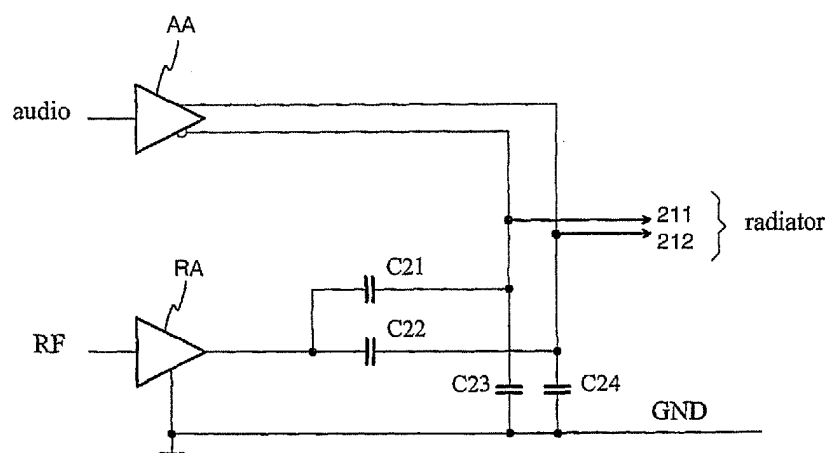 AA
audio
211
212
radiator
RA
C21
RF
C22
C23
C24
GND